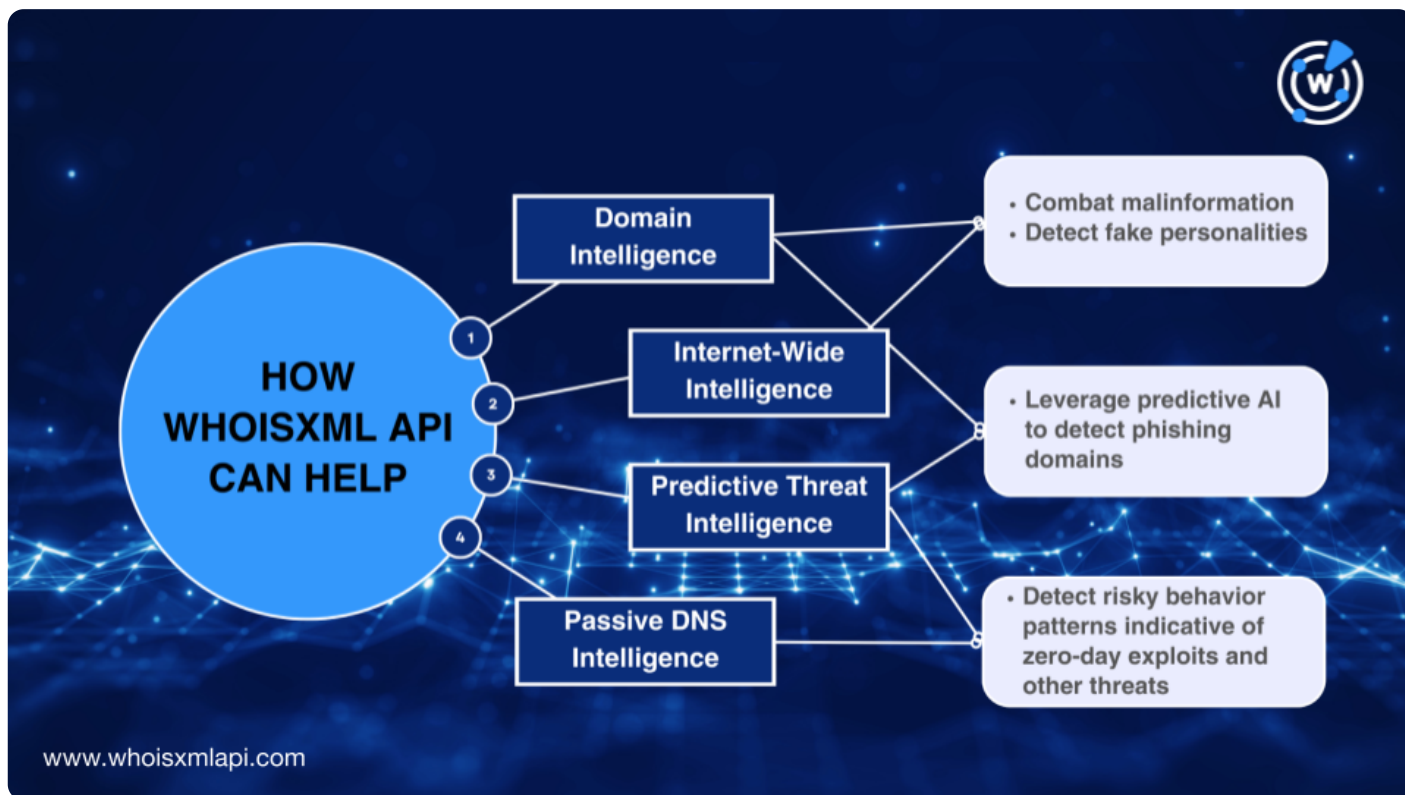 W
Domain
Intelligence
• Combat malinformation
• Detect fake personalities
1
HOW
WHOISXML API
CAN HELP
2
Internet-Wide
Intelligence
• Leverage predictive AI
to detect phishing
domains
3
Predictive Threat
Intelligence
4
Passive DNS
Intelligence
• Detect risky behavior
patterns indicative of
zero-day exploits and
other threats
www.whoisxmlapi.com